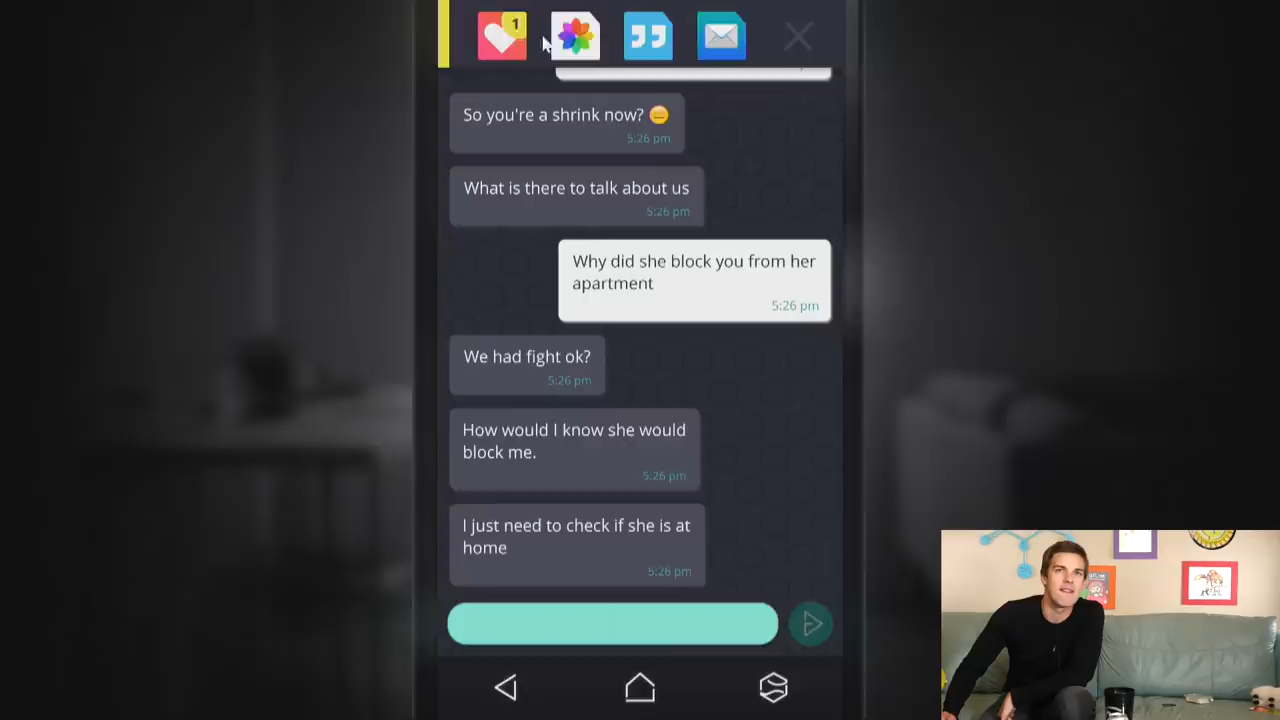 1
So you're a shrink now? 😑
5:26 pm
What is there to talk about us
5:26 pm
Why did she block you from her
apartment
5:26 pm
We had fight ok?
5:26 pm
How would I know she would
block me.
5:26 pm
I just need to check if she is at
home
5:26 pm